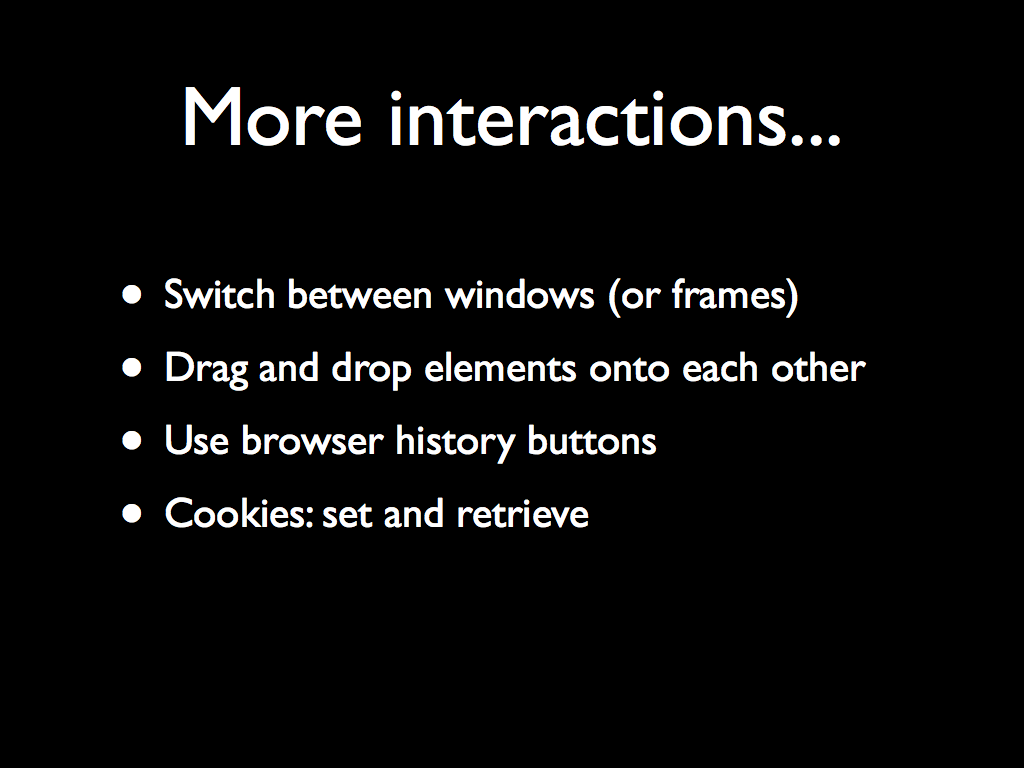 More interactions...
• Switch between windows (or frames)
• Drag and drop elements onto each other
• Use browser history buttons
• Cookies: set and retrieve